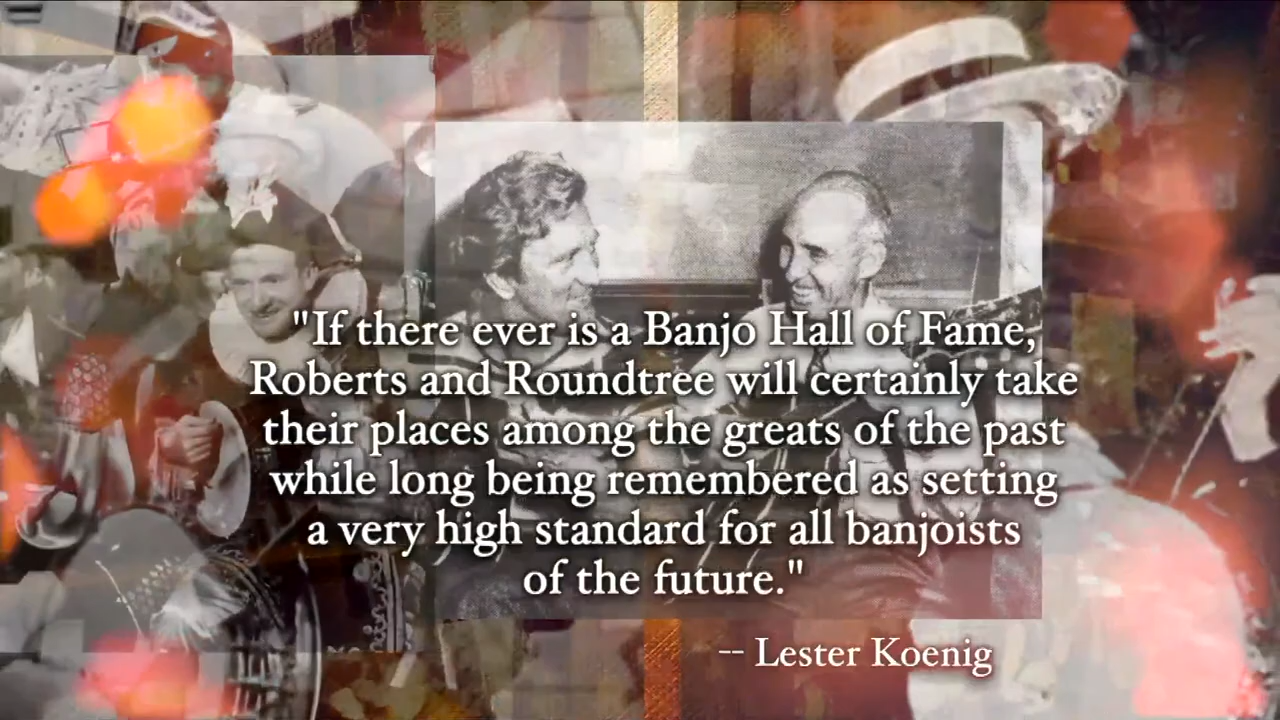 "If there ever is a Banjo Hall of Fame,
Roberts and Roundtree will certainly take
their places among the greats of the past
while long being remembered as setting
a very high standard for all banjoists
of the future."
-- Lester Koenig